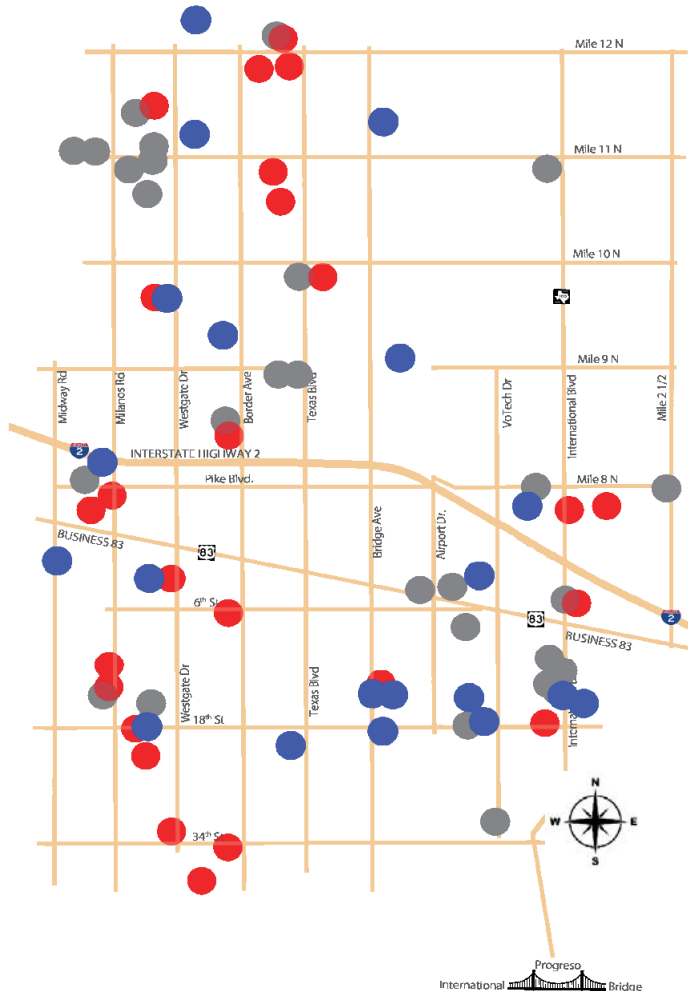 Mile 12 N
Mile 11 N
Mile 10 N
Mile 9 N
Midway Rd
Milanos Rd
Westgate Dr
Border Ave
Texas Blvd
VoTech Dr
International Blvd
Mile 2 1/2
2
INTERSTATE HIGHWAY 2
Pike Blvd.
Mile 8 N
BUSINESS 83
83
Bridge Ave
Airport Dr.
6th St
83
BUSINESS 83
2
Westgate Dr
Texas Blvd
18th St
34th St
N
W
E
S
Progreso
International
Bridge